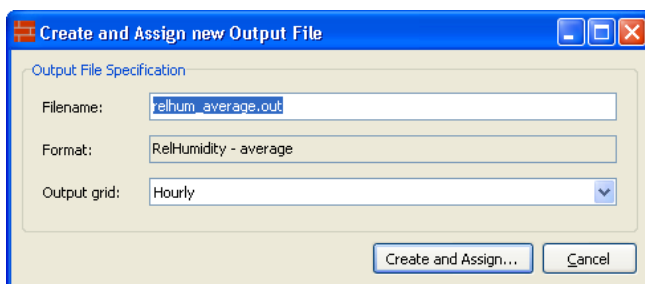 Create and Assign new Output File
Output File Specification
Filename: relhum_average.out
Format: RelHumidity - average
Output grid: Hourly
Create and Assign... Cancel